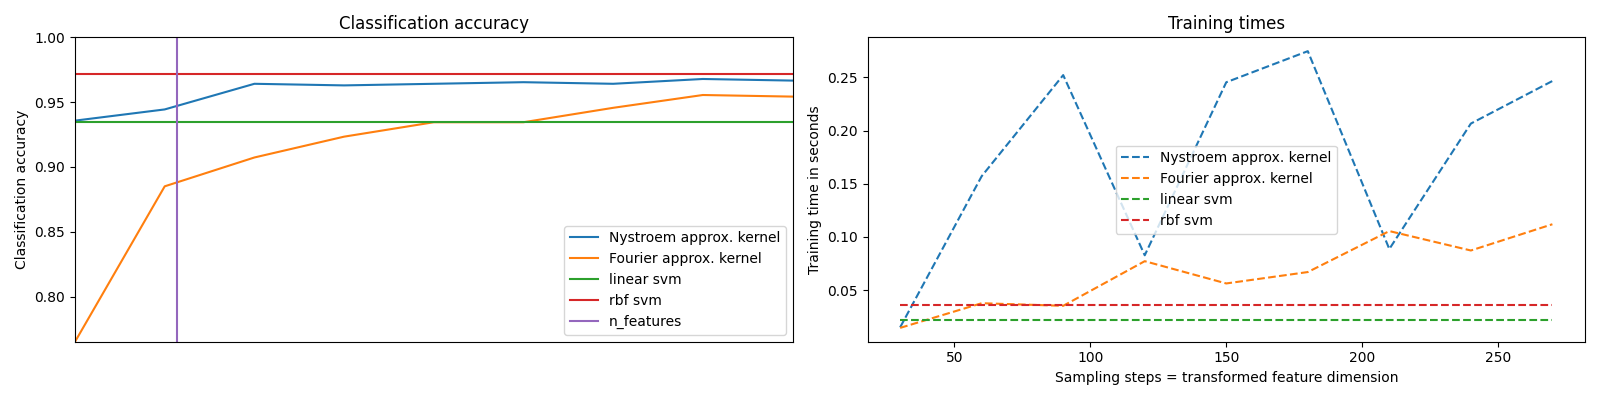 Classification accuracy
Classification accuracy
1.00
0.95
0.90
0.85
0.80
Nystroem approx. kernel
Fourier approx. kernel
linear svm
rbf svm
n_features
Training times
Training time in seconds
0.25
0.20
0.15
0.10
0.05
Nystroem approx. kernel
Fourier approx. kernel
linear svm
rbf svm
50 100 150 200 250
Sampling steps = transformed feature dimension